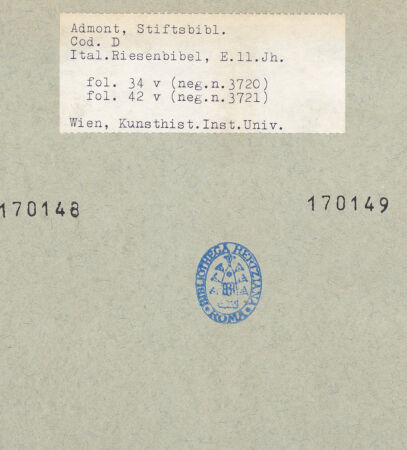 Admont, Stiftsbibl.
Cod. D
Ital.Riesenbibel, E.11.Jh.
fol. 34 v (neg.n.3720)
fol. 42 v (neg.n.3721)
Wien, Kunsthist.Inst.Univ.
170148 170149
BIBLIOTHECA HERTZIANA
ROMA